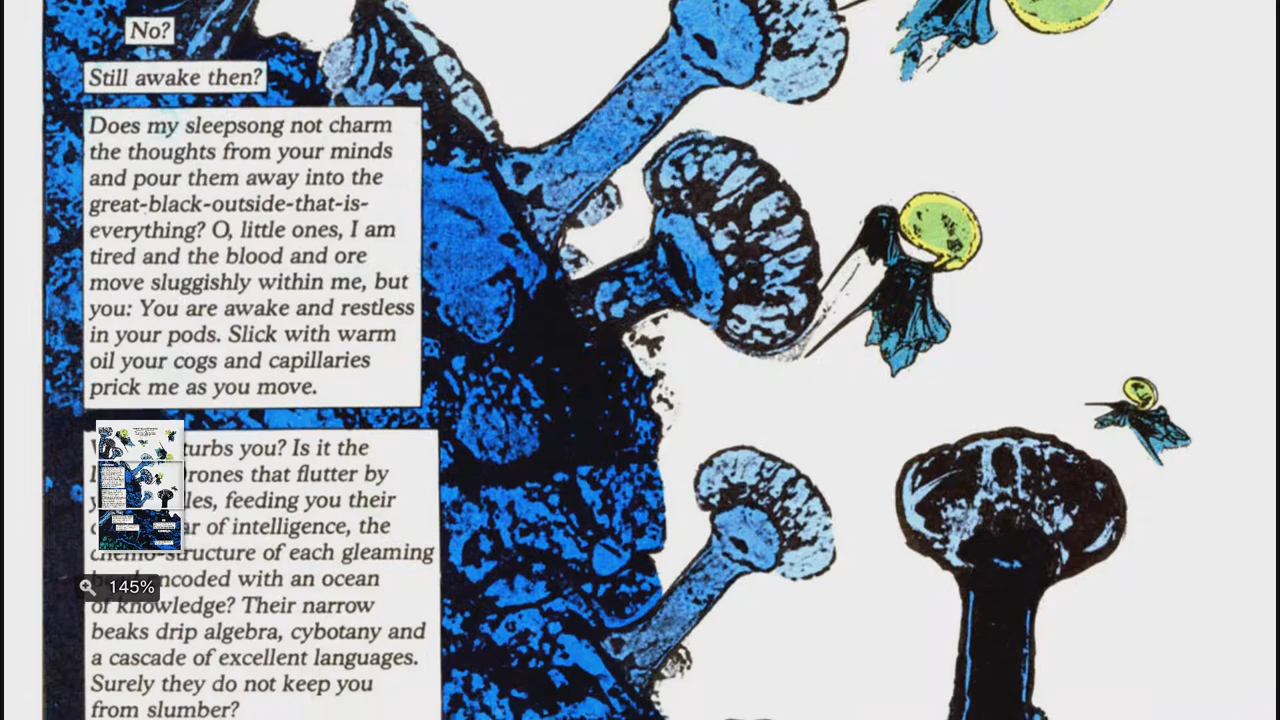 No?
Still awake then?
Does my sleepsong not charm
the thoughts from your minds
and pour them away into the
great-black-outside-that-is-
everything? O, little ones, I am
tired and the blood and ore
move sluggishly within me, but
you: You are awake and restless
in your pods. Slick with warm
oil your cogs and capillaries
prick me as you move.
turbs you? Is it the
rones that flutter by
les, feeding you their
ar of intelligence, the
chemo-structure of each gleaming
encoded with an ocean
of knowledge? Their narrow
beaks drip algebra, cybotany and
a cascade of excellent languages.
Surely they do not keep you
from slumber?
145%